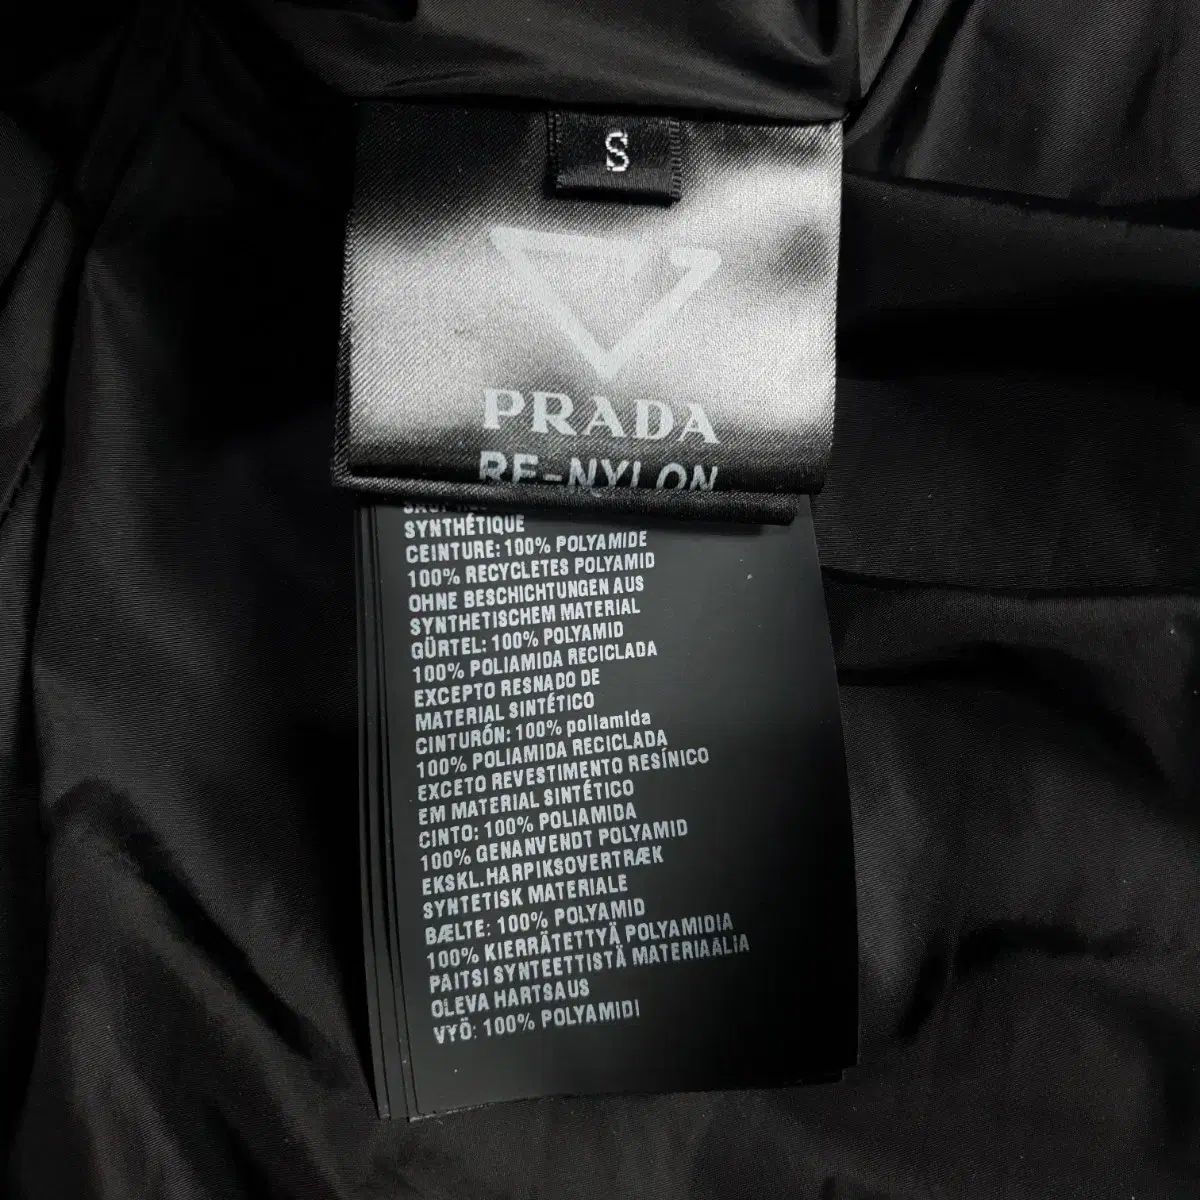 S
PRADA
RE-NYLON
SYNTHÉTIQUE
CEINTURE: 100% POLYAMIDE
100% RECYCLETES POLYAMID
OHNE BESCHICHTUNGEN AUS
SYNTHETISCHEM MATERIAL
GÜRTEL: 100% POLYAMID
100% POLIAMIDA RECICLADA
EXCEPTO RESNADO DE
MATERIAL SINTÉTICO
CINTURÓN: 100% poliamida
100% POLIAMIDA RECICLADA
EXCETO REVESTIMENTO RESÍNICO
EM MATERIAL SINTÉTICO
CINTO: 100% POLIAMIDA
100% GENANVENDT POLYAMID
EKSKL.HARPIKSOVERTRÆK
SYNTETISK MATERIALE
BÆLTE: 100% POLYAMID
100% KIERRÄTETTYÄ POLYAMIDIA
PAITSI SYNTEETTISTÄ MATERIAALIA
OLEVA HARTSAUS
VYÖ: 100% POLYAMIDI